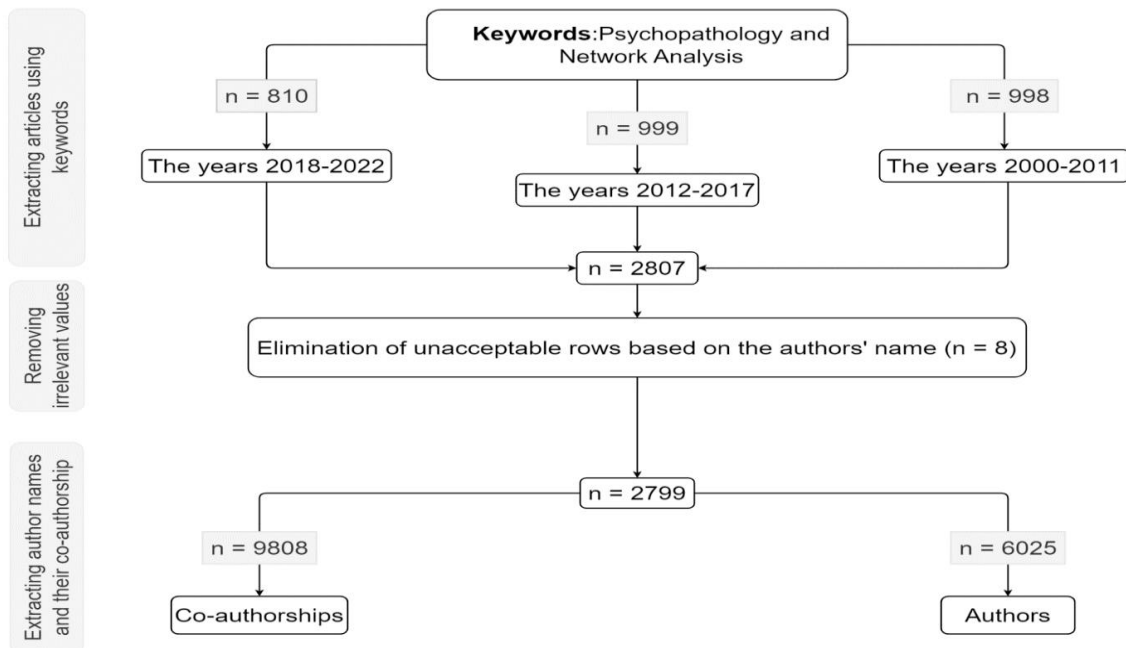 Extracting articles using
keywords
Keywords:Psychopathology and
Network Analysis
n = 810
n = 999
n = 998
The years 2018-2022
The years 2012-2017
The years 2000-2011
n = 2807
Removing
irrelevant values
Elimination of unacceptable rows based on the authors' name (n = 8)
Extracting author names
and their co-authorship
n = 2799
n = 9808
n = 6025
Co-authorships
Authors